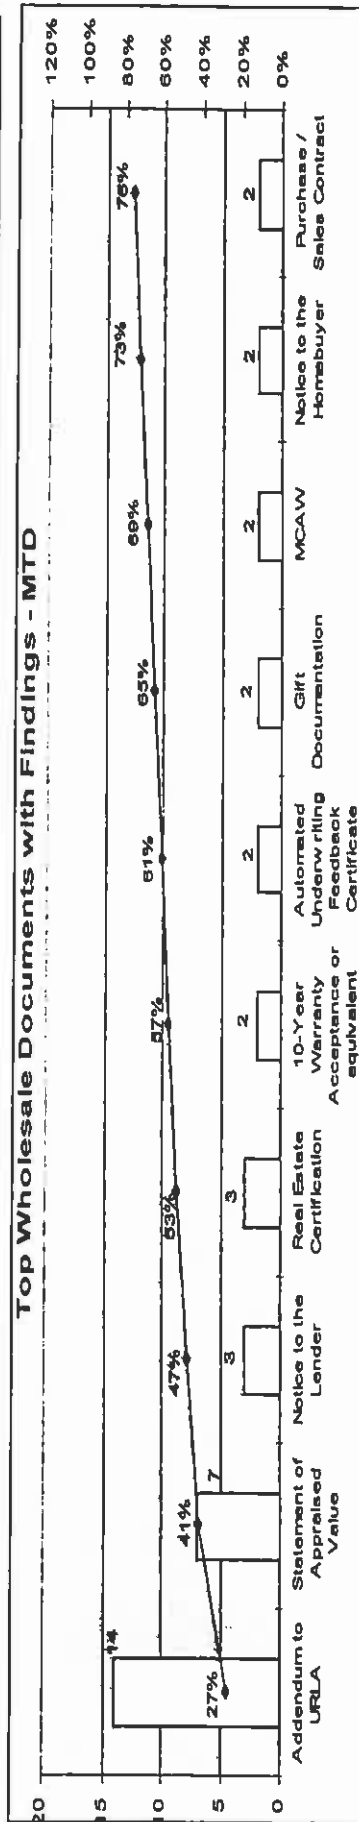 Top Wholesale Documents with Findings - MTD
20
15
10
5
0
120%
100%
80%
60%
40%
20%
0%
14
7
3
3
2
2
2
2
2
2
27%
41%
47%
53%
57%
61%
65%
69%
73%
76%
Addendum to
URLA
Statement of
Appraised
Value
Notice to the
Lender
Real Estate
Certification
10-Year
Warranty
Acceptance or
equivalent
Automated
Underwriting
Feedback
Certificate
Gift
Documentation
MCAW
Notice to the
Homebuyer
Purchase /
Sales Contract